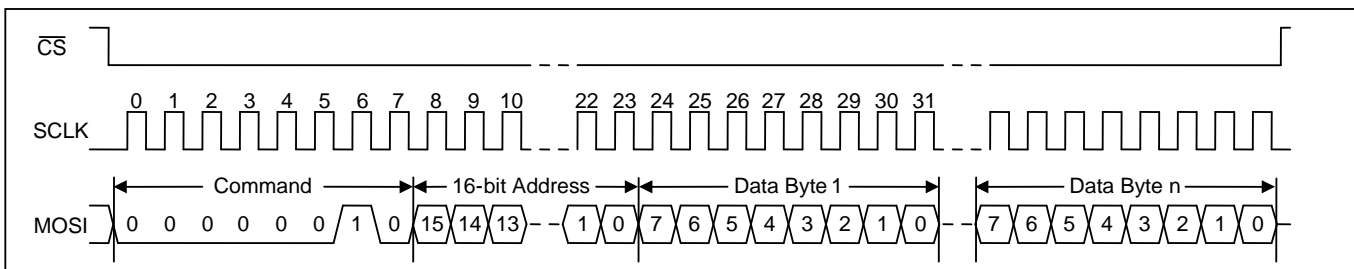 CS
0 1 2 3 4 5 6 7 8 9 10 22 23 24 25 26 27 28 29 30 31
SCLK
Command 16-bit Address Data Byte 1 Data Byte n
MOSI 0 0 0 0 0 0 1 0 15 14 13 1 0 7 6 5 4 3 2 1 0 7 6 5 4 3 2 1 0